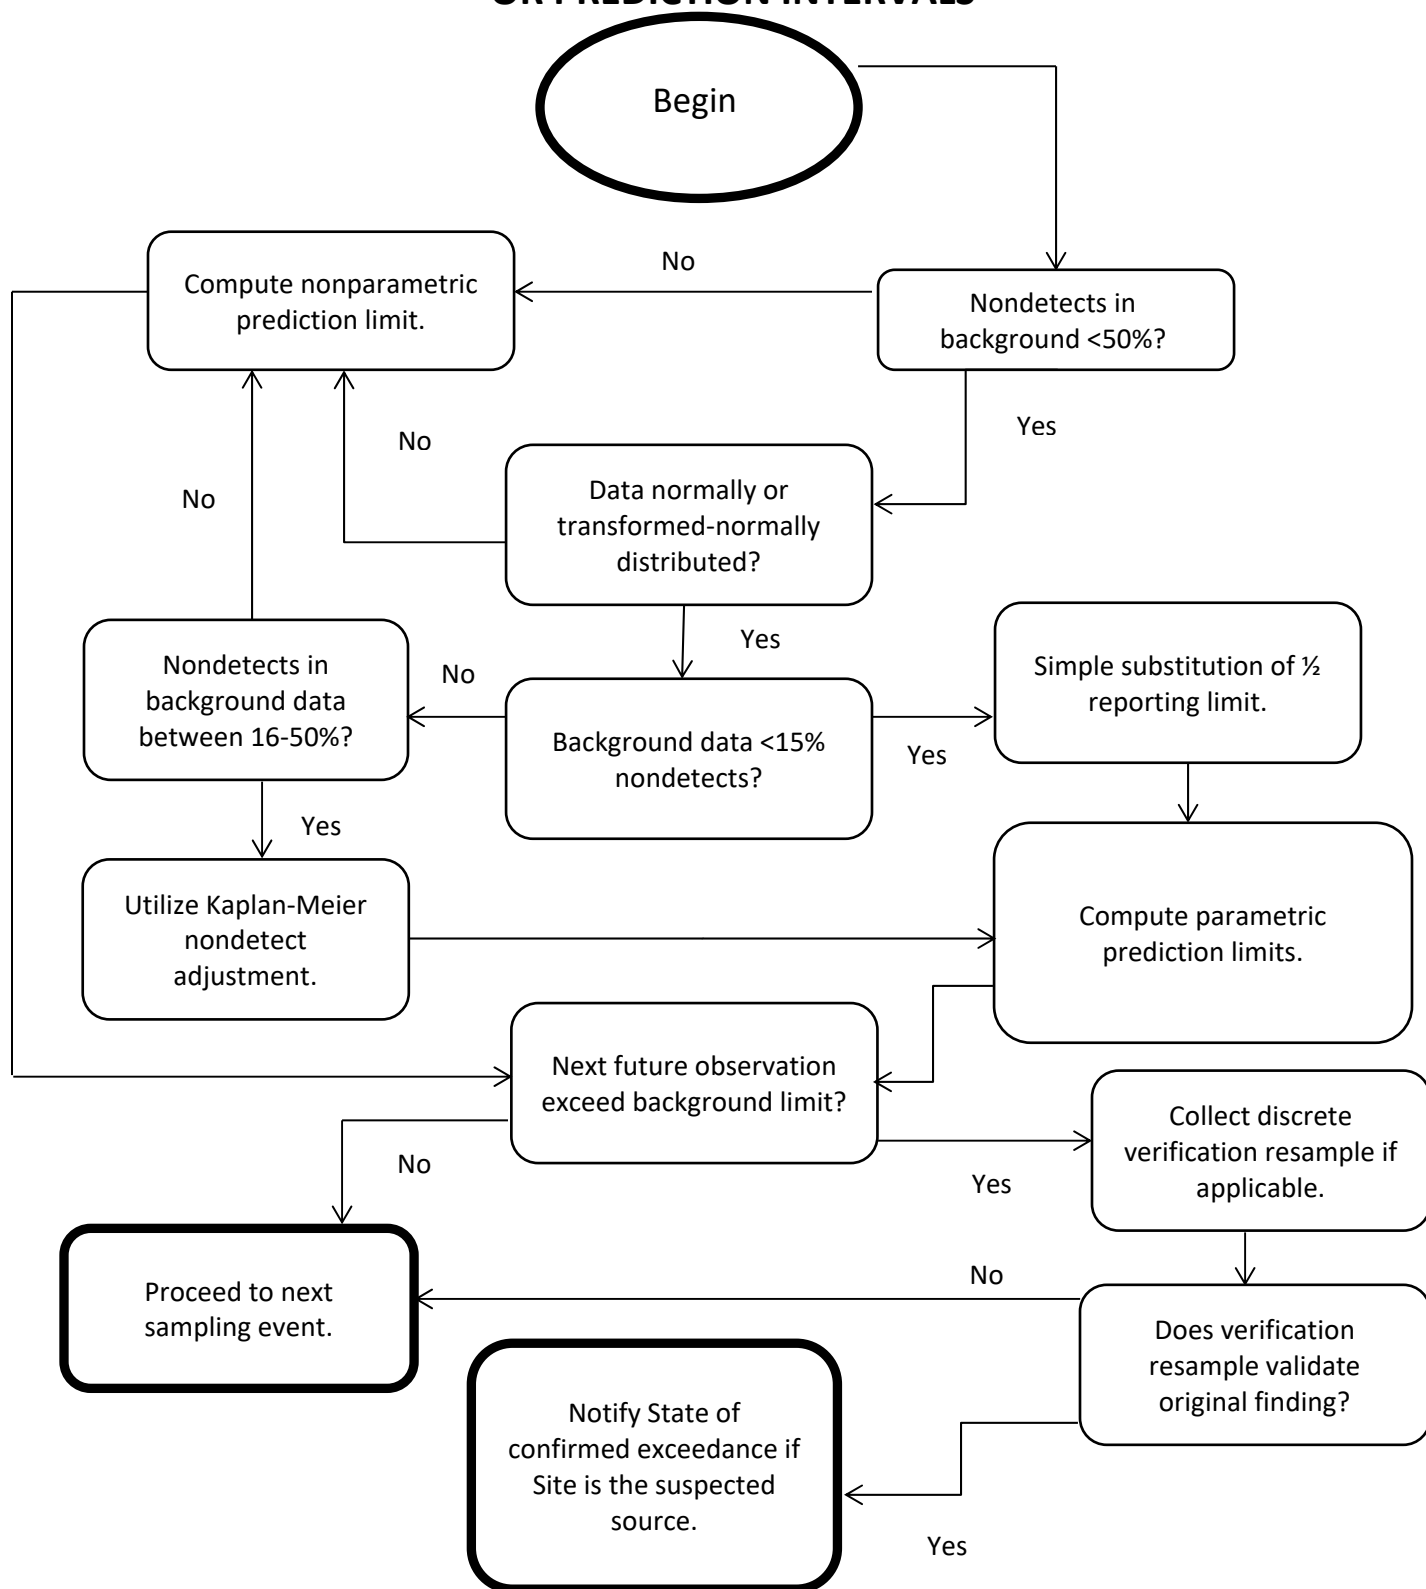 OR PREDICTION INTERVALS
Begin
No
Compute nonparametric
prediction limit.
Nondetects in
background <50%?
Yes
No
Data normally or
transformed-normally
distributed?
No
Yes
Nondetects in
background data
between 16-50%?
No
Background data <15%
nondetects?
Yes
Simple substitution of ½
reporting limit.
Yes
Utilize Kaplan-Meier
nondetect
adjustment.
Compute parametric
prediction limits.
Next future observation
exceed background limit?
No
Yes
Collect discrete
verification resample if
applicable.
Proceed to next
sampling event.
No
Does verification
resample validate
original finding?
Notify State of
confirmed exceedance if
Site is the suspected
source.
Yes